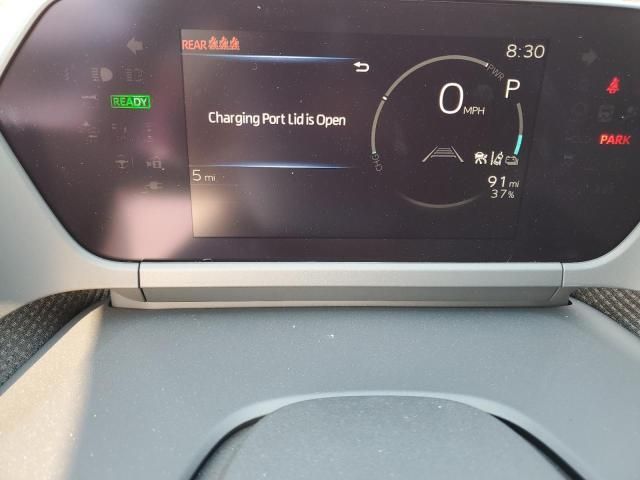 REAR
8:30
PWR
P
READY
0 MPH
Charging Port Lid is Open
PARK
CHG
5 mi
91 mi
37%